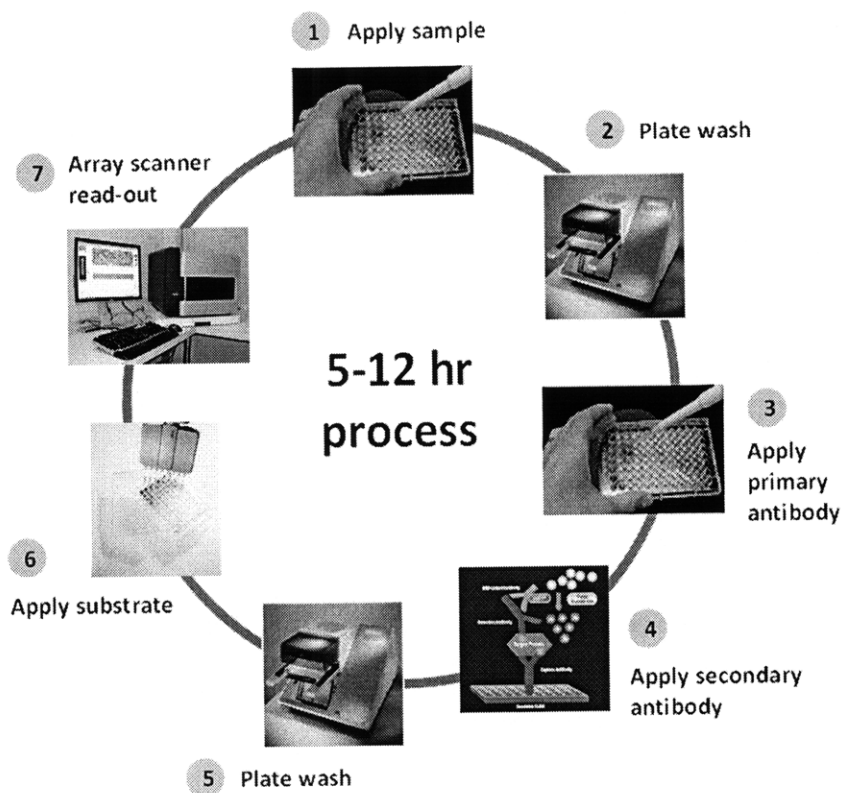 1 Apply sample
2 Plate wash
7 Array scanner
read-out
5-12 hr
process
3
Apply
primary
antibody
6
Apply substrate
4
Apply secondary
antibody
5 Plate wash